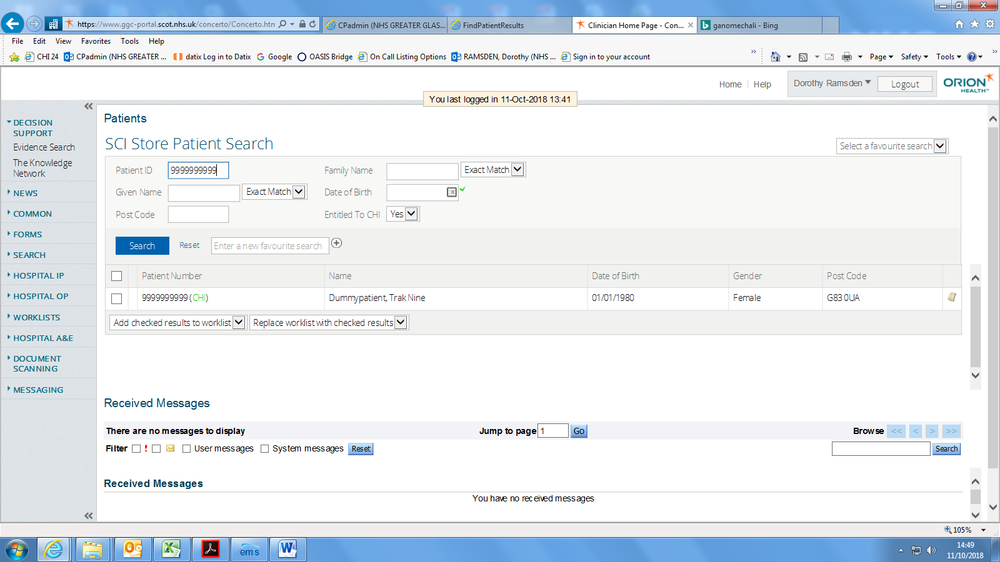 https://www.ggc-portal.scot.nhs.uk/concerto/Concerto.htm
CPadmin (NHS GREATER GLAS...
FindPatientResults
Clinician Home Page - Con...
ganomechali - Bing
File Edit View Favorites Tools Help
CHI 24 CPadmin (NHS GREATER ... datix Log in to Datix Google OASIS Bridge On Call Listing Options RAMSDEN, Dorothy (NHS ... Sign in to your account
Page Safety Tools
Home Help Dorothy Ramsden Logout
ORION HEALTH™
You last logged in 11-Oct-2018 13:41
DECISION SUPPORT
Evidence Search
The Knowledge Network
NEWS
COMMON
FORMS
SEARCH
HOSPITAL IP
HOSPITAL OP
WORKLISTS
HOSPITAL A&E
DOCUMENT SCANNING
MESSAGING
Patients
SCI Store Patient Search
Select a favourite search
Patient ID 9999999999 Family Name Exact Match
Given Name Exact Match Date of Birth
Post Code Entitled To CHI Yes
Search Reset Enter a new favourite search
Patient Number Name Date of Birth Gender Post Code
9999999999 (CHI) Dummypatient, Trak Nine 01/01/1980 Female G83 0UA
Add checked results to worklist Replace worklist with checked results
Received Messages
There are no messages to display Jump to page 1 Go Browse << < > >>
Filter ! User messages System messages Reset Search
Received Messages
You have no received messages
105%
ems
14:49
11/10/2018